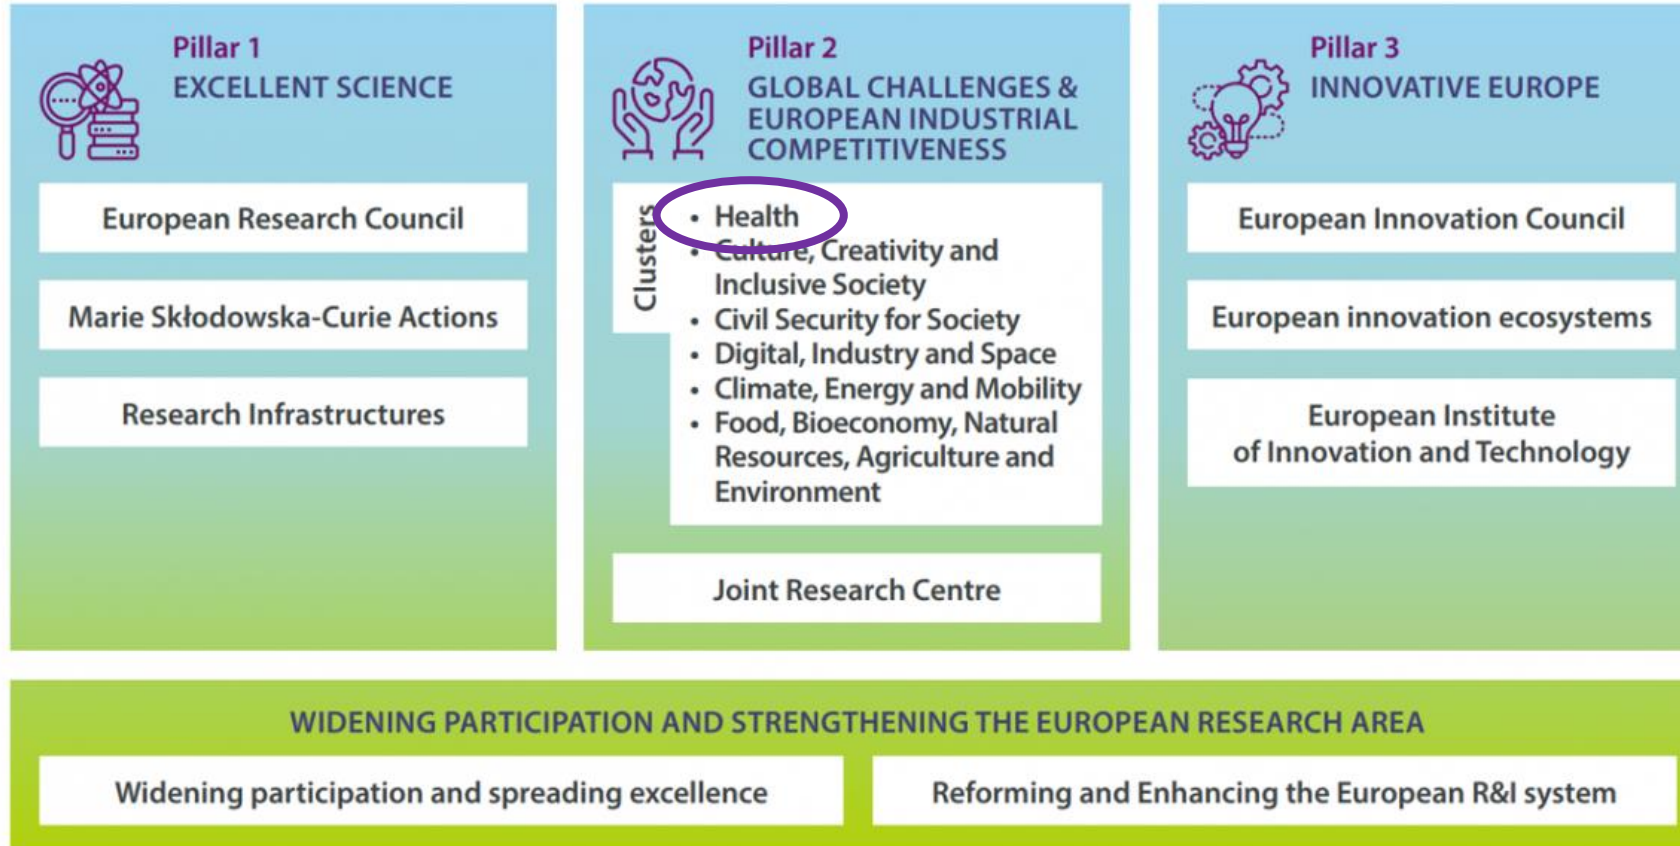 Pillar 1
EXCELLENT SCIENCE
European Research Council
Marie Skłodowska-Curie Actions
Research Infrastructures
Pillar 2
GLOBAL CHALLENGES &
EUROPEAN INDUSTRIAL
COMPETITIVENESS
Clusters
• Health
• Culture, Creativity and
Inclusive Society
• Civil Security for Society
• Digital, Industry and Space
• Climate, Energy and Mobility
• Food, Bioeconomy, Natural
Resources, Agriculture and
Environment
Joint Research Centre
Pillar 3
INNOVATIVE EUROPE
European Innovation Council
European innovation ecosystems
European Institute
of Innovation and Technology
WIDENING PARTICIPATION AND STRENGTHENING THE EUROPEAN RESEARCH AREA
Widening participation and spreading excellence
Reforming and Enhancing the European R&I system